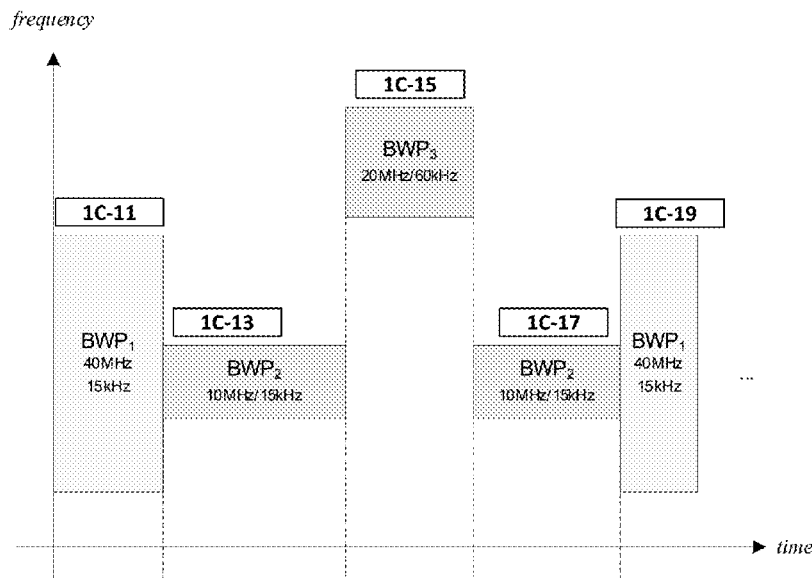 frequency
1C-15
BWP₃
20MHz/60kHz
1C-11
1C-19
1C-13
1C-17
BWP₁
40MHz
15kHz
BWP₂
10MHz/15kHz
BWP₂
10MHz/15kHz
BWP₁
40MHz
15kHz
...
time